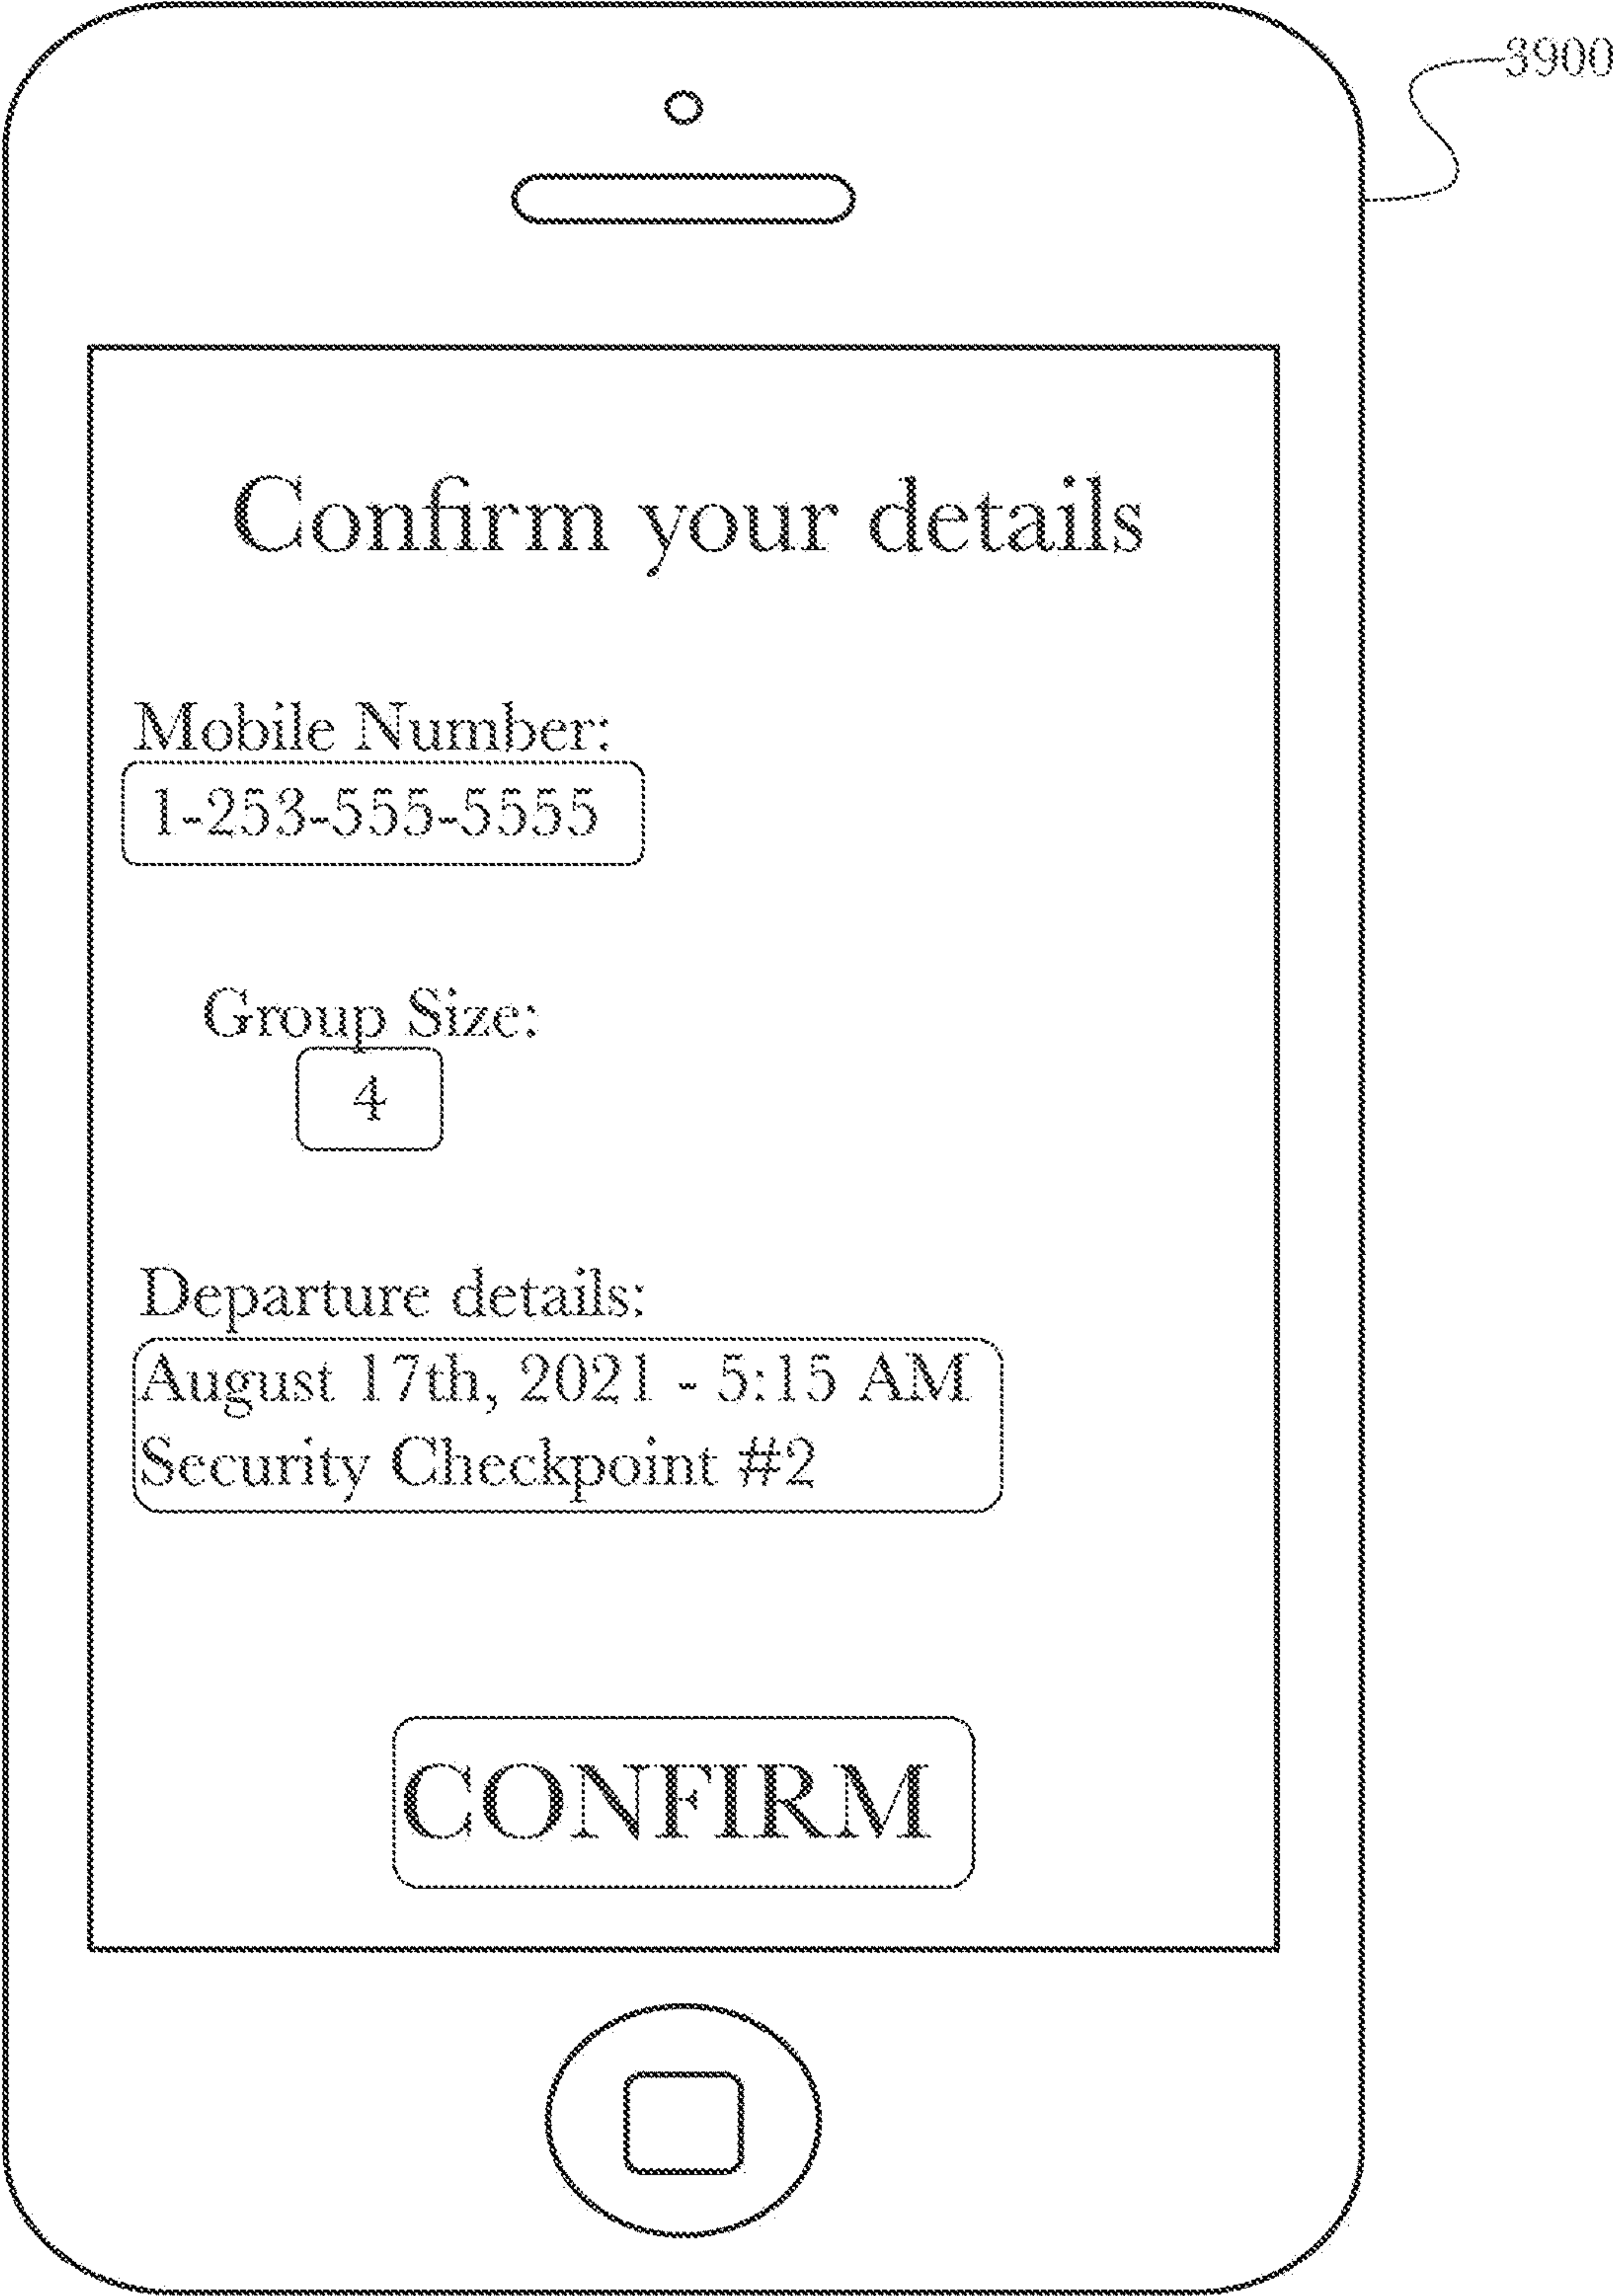 3900
Confirm your details
Mobile Number:
1-253-555-5555
Group Size:
4
Departure details:
August 17th, 2021 - 5:15 AM
Security Checkpoint #2
CONFIRM